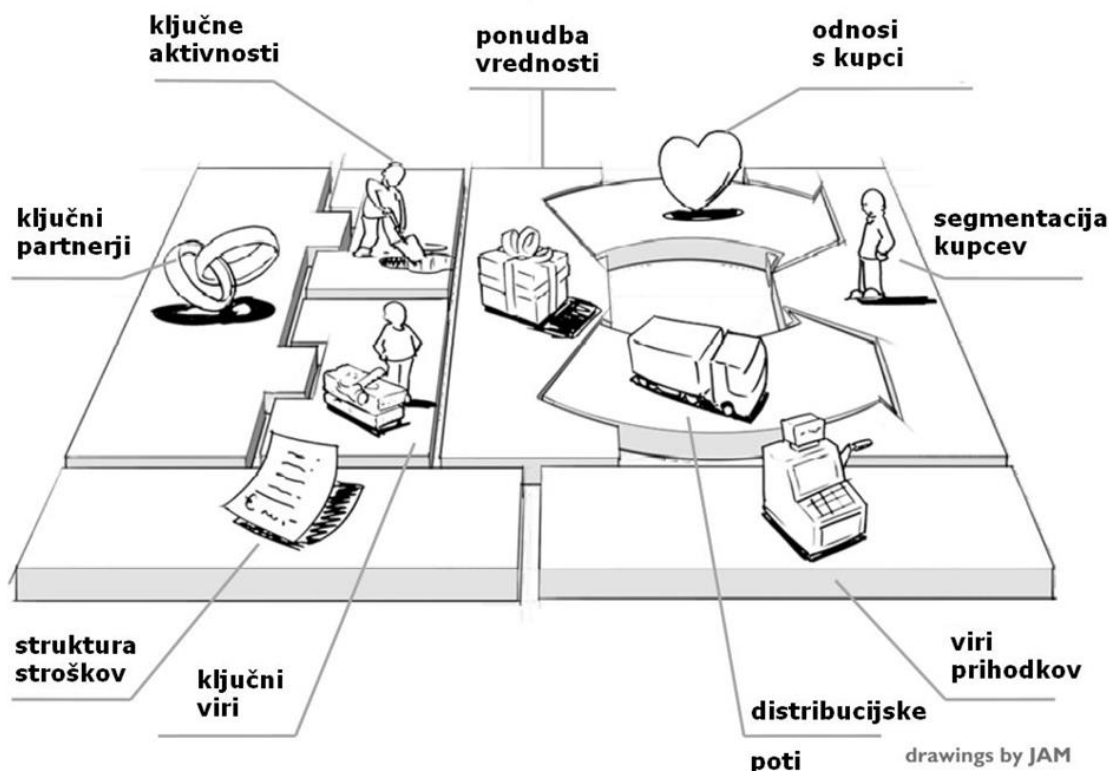 ključne
aktivnosti
ponudba
vrednosti
odnosi
s kupci
ključni
partnerji
segmentacija
kupcev
struktura
stroškov
ključni
viri
distribucijske
poti
viri
prihodkov
drawings by JAM